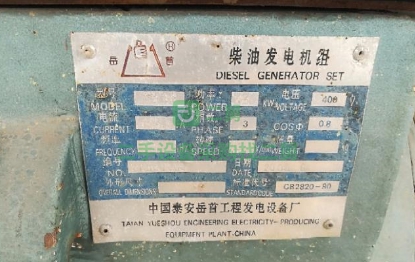 岳首 ® 柴油发电机组
DIESEL GENERATOR SET
型号 功率 电压
MODEL POWER KW VOLTAGE 400 V
电流 相数
CURRENT PHASE 3 COSΦ 0.8
频率 转速 重量
FREQUENCY SPEED WEIGHT
编号 日期
NO. DATE
外形尺寸 标准代号
OVERALL DIMENSIONS STANDARD CODE GB2820-90
中国泰安岳首工程发电设备厂
TAIAN YUESHOU ENGINEERING ELECTRICITY-PRODUCING
EQUIPMENT PLANT-CHINA